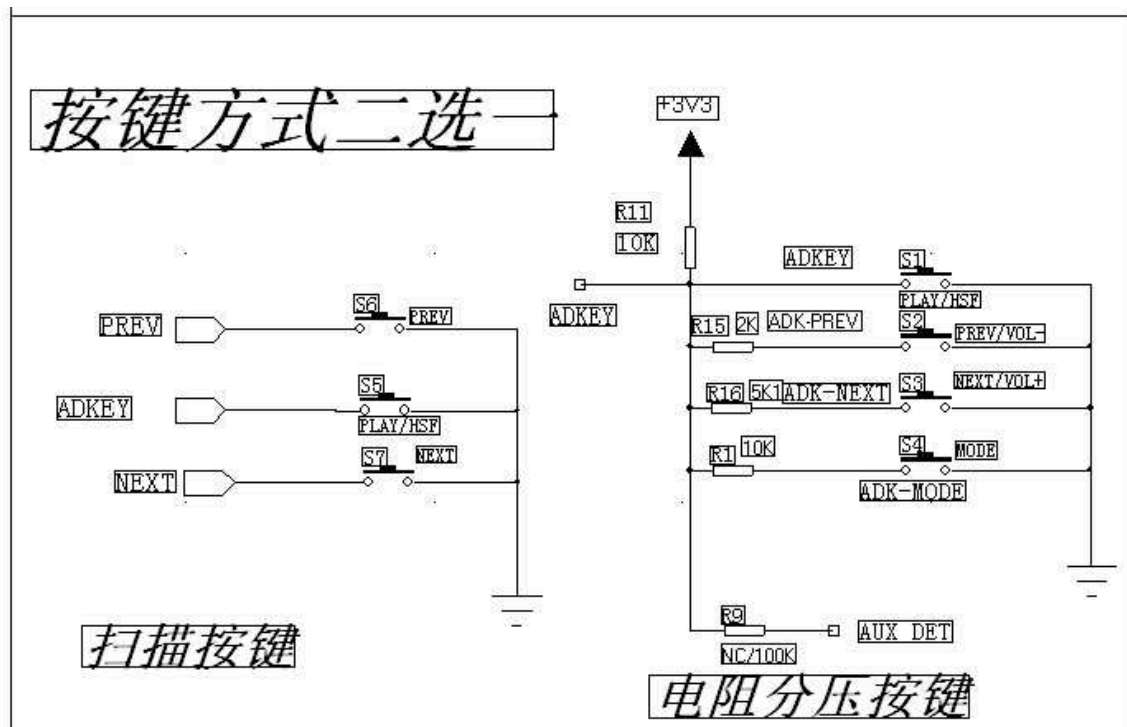 按键方式二选一
+3V3
R11
10K
ADKEY
S1
PLAY/HSF
ADKEY
R15 2K ADK-PREV
S2
PREV/VOL-
R16 5K1 ADK-NEXT
S3
NEXT/VOL+
R1 10K
S4
MODE
ADK-MODE
R9
NC/100K
AUX DET
电阻分压按键
PREV
S6
PREV
ADKEY
S5
PLAY/HSF
NEXT
S7
NEXT
扫描按键